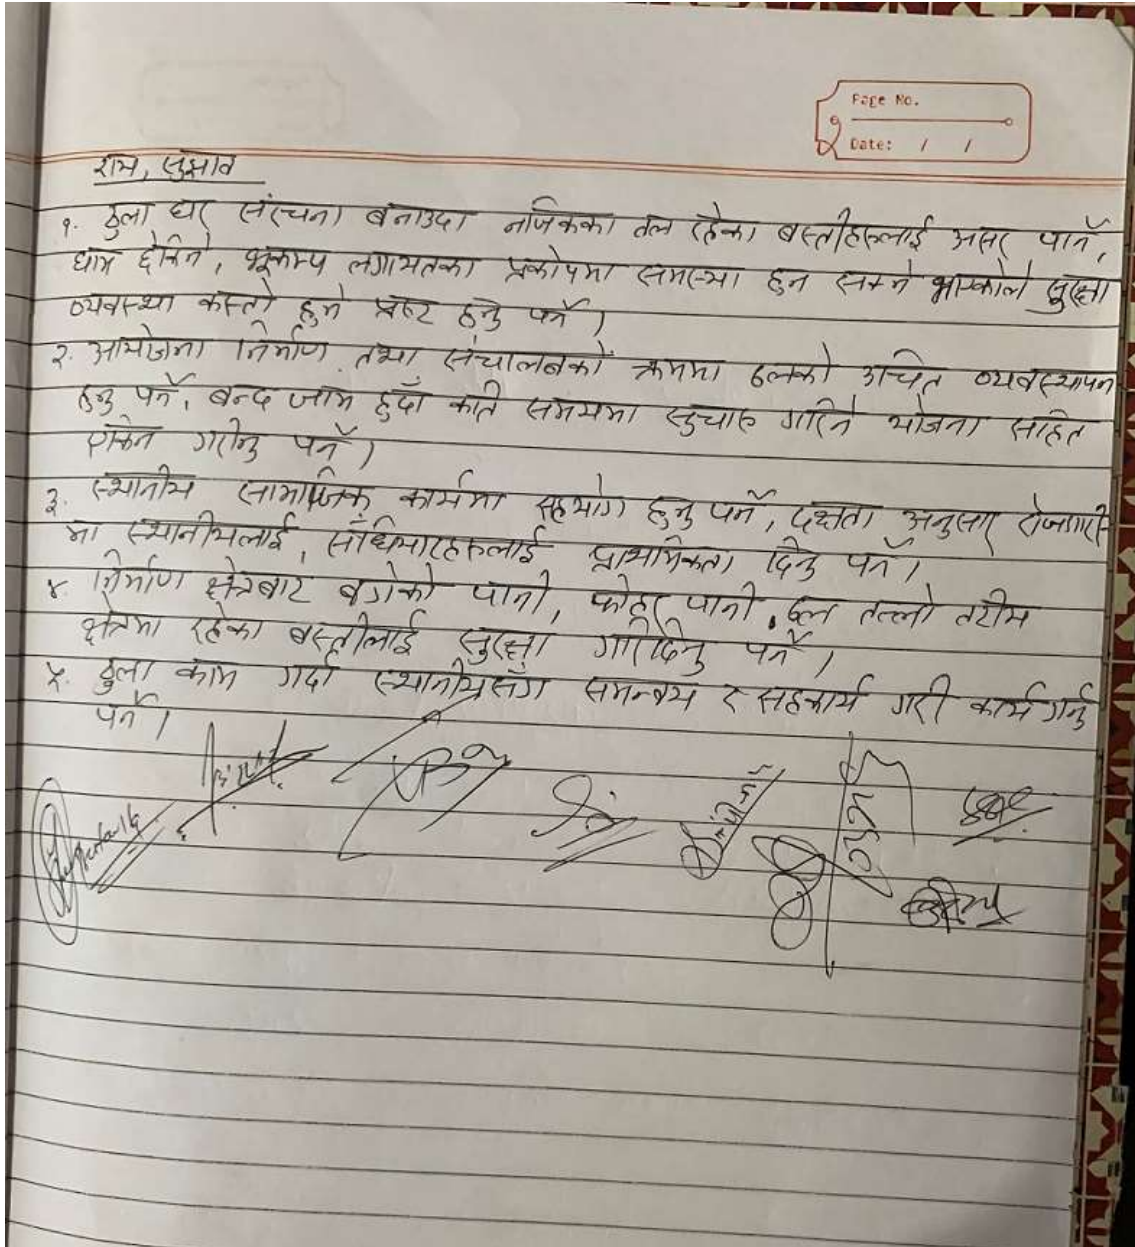 Page No.
Date: / /
राय, सुझाव
१. ठुला घर संरचना बनाउदा नजिकका तल रहेका बस्तीहरूलाई असर पार्ने,
घाम छेकिने, भूकम्प लगायतका प्रकोपमा समस्या हुन सक्ने भएकोले सुरक्षा
व्यवस्था कस्तो हुने प्रष्ट हुनु पर्ने।
२. आयोजना निर्माण तथा संचालनको क्रममा ढलको उचित व्यवस्थापन
हुनु पर्ने, बन्द जाम हुदाँ कति समयमा सुचारु गरिने योजना सहित
गरीनु पर्ने।
३. स्थानीय सामाजिक कार्यमा सहयोग हुनु पर्ने, दक्षता अनुसार रोजगारी
मा स्थानीयलाई, सँधियारहरूलाई प्राथमिकता दिनु पर्ने।
४. निर्माण क्षेत्रबाट बगेको पानी, फोहर पानी, ढल तल्लो तटीय
क्षेत्रमा रहेका बस्तीलाई सुरक्षा गरिदिनु पर्ने।
५. ठुला काम गर्दा स्थानीयसँग समन्वय र सहकार्य गरी कार्य गर्नु
पर्ने।